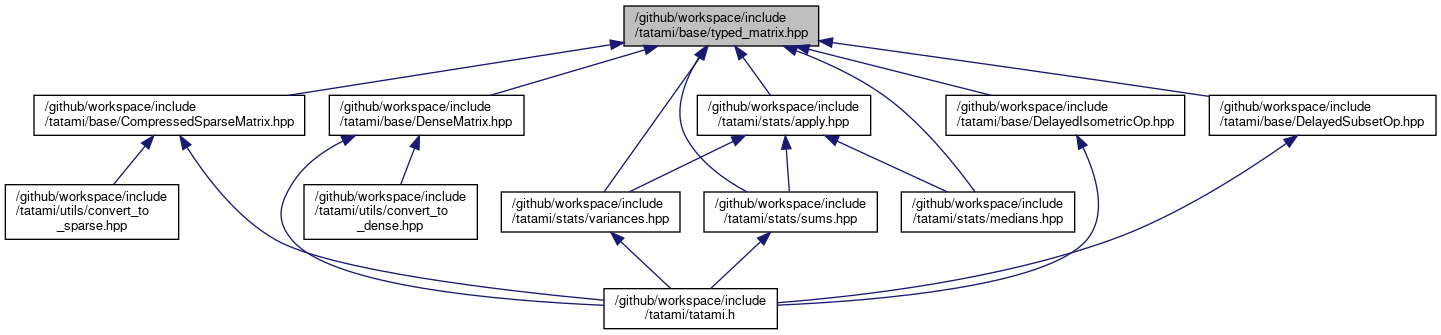 /github/workspace/include
/tatami/base/typed_matrix.hpp
/github/workspace/include
/tatami/base/CompressedSparseMatrix.hpp
/github/workspace/include
/tatami/base/DenseMatrix.hpp
/github/workspace/include
/tatami/stats/apply.hpp
/github/workspace/include
/tatami/base/DelayedIsometricOp.hpp
/github/workspace/include
/tatami/base/DelayedSubsetOp.hpp
/github/workspace/include
/tatami/utils/convert_to
_sparse.hpp
/github/workspace/include
/tatami/utils/convert_to
_dense.hpp
/github/workspace/include
/tatami/stats/variances.hpp
/github/workspace/include
/tatami/stats/sums.hpp
/github/workspace/include
/tatami/stats/medians.hpp
/github/workspace/include
/tatami/tatami.h